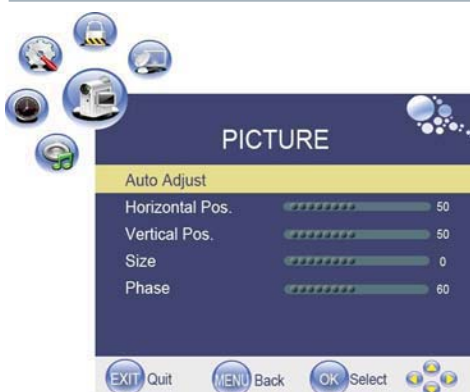 PICTURE
Auto Adjust
Horizontal Pos. 50
Vertical Pos. 50
Size 0
Phase 60
EXIT Quit MENU Back OK Select